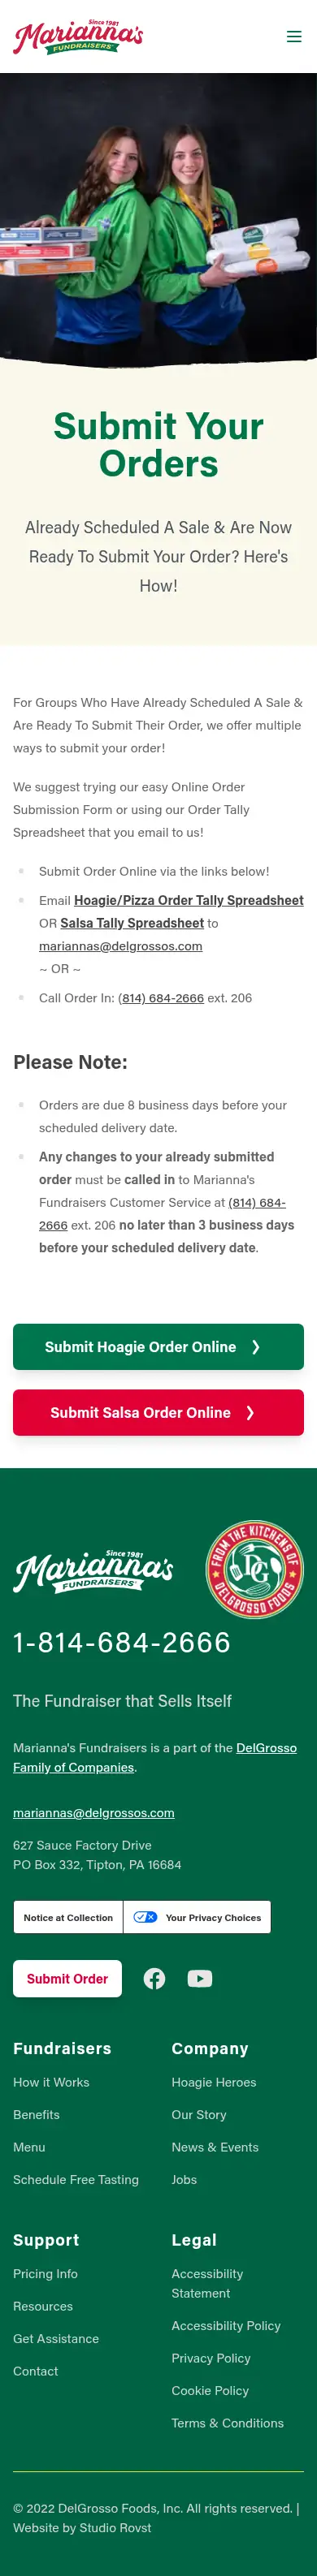 Since 1981
Marianna's
FUNDRAISERS
Submit Your
Orders
Already Scheduled A Sale & Are Now
Ready To Submit Your Order? Here's
How!
For Groups Who Have Already Scheduled A Sale &
Are Ready To Submit Their Order, we offer multiple
ways to submit your order!
We suggest trying our easy Online Order
Submission Form or using our Order Tally
Spreadsheet that you email to us!
Submit Order Online via the links below!
Email Hoagie/Pizza Order Tally Spreadsheet
OR Salsa Tally Spreadsheet to
mariannas@delgrossos.com
~ OR ~
Call Order In: (814) 684-2666 ext. 206
Please Note:
Orders are due 8 business days before your
scheduled delivery date.
Any changes to your already submitted
order must be called in to Marianna's
Fundraisers Customer Service at (814) 684-
2666 ext. 206 no later than 3 business days
before your scheduled delivery date.
Submit Hoagie Order Online
Submit Salsa Order Online
Since 1981
Marianna's
FUNDRAISERS
FROM THE KITCHENS OF
DG
DELGROSSO FOODS
1-814-684-2666
The Fundraiser that Sells Itself
Marianna's Fundraisers is a part of the DelGrosso
Family of Companies.
mariannas@delgrossos.com
627 Sauce Factory Drive
PO Box 332, Tipton, PA 16684
Notice at Collection
Your Privacy Choices
Submit Order
Fundraisers
How it Works
Benefits
Menu
Schedule Free Tasting
Company
Hoagie Heroes
Our Story
News & Events
Jobs
Support
Pricing Info
Resources
Get Assistance
Contact
Legal
Accessibility
Statement
Accessibility Policy
Privacy Policy
Cookie Policy
Terms & Conditions
© 2022 DelGrosso Foods, Inc. All rights reserved. |
Website by Studio Rovst